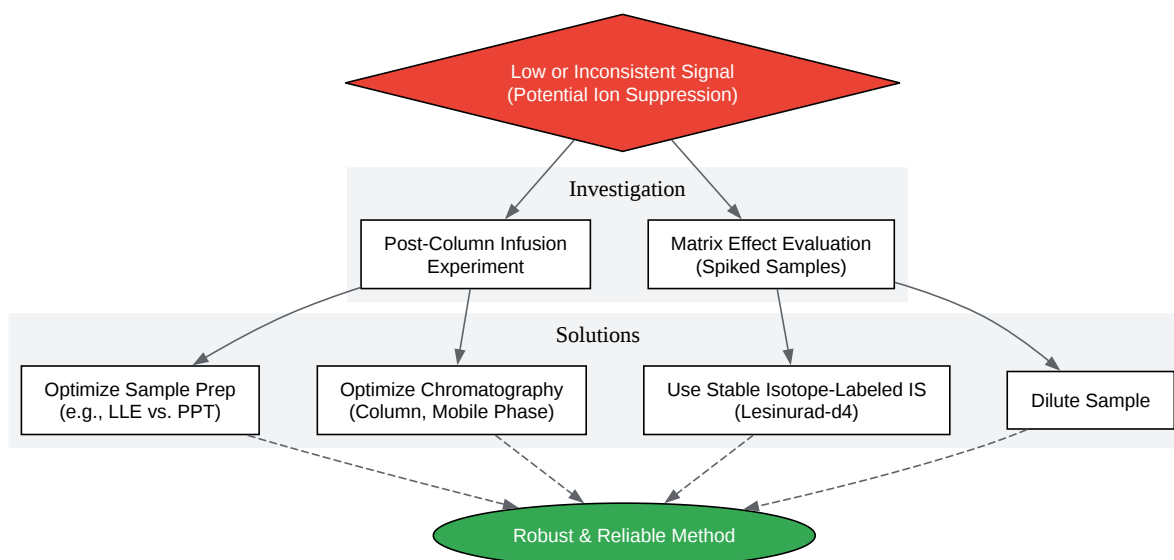 Low or Inconsistent Signal
(Potential Ion Suppression)
Investigation
Post-Column Infusion
Experiment
Matrix Effect Evaluation
(Spiked Samples)
Solutions
Optimize Sample Prep
(e.g., LLE vs. PPT)
Optimize Chromatography
(Column, Mobile Phase)
Use Stable Isotope-Labeled IS
(Lesinurad-d4)
Dilute Sample
Robust & Reliable Method